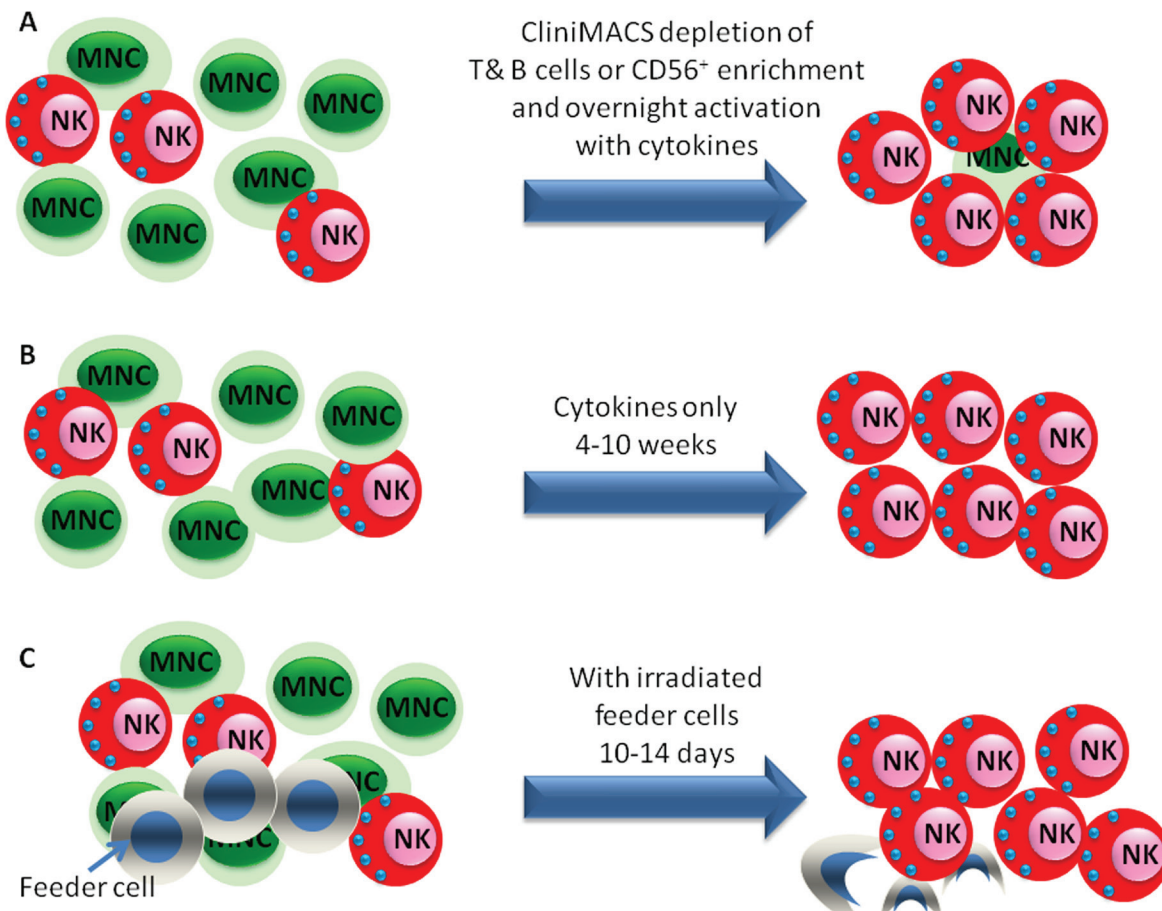 A
MNC
MNC
MNC
NK
NK
MNC
MNC
MNC
NK
CliniMACS depletion of
T& B cells or CD56+ enrichment
and overnight activation
with cytokines
NK
NK
NK
MNC
NK
NK
B
MNC
MNC
MNC
NK
NK
MNC
NK
MNC
MNC
Cytokines only
4-10 weeks
NK
NK
NK
NK
NK
NK
C
MNC
MNC
MNC
NK
NK
MNC
NK
Feeder cell
With irradiated
feeder cells
10-14 days
NK
NK
NK
NK
NK
NK